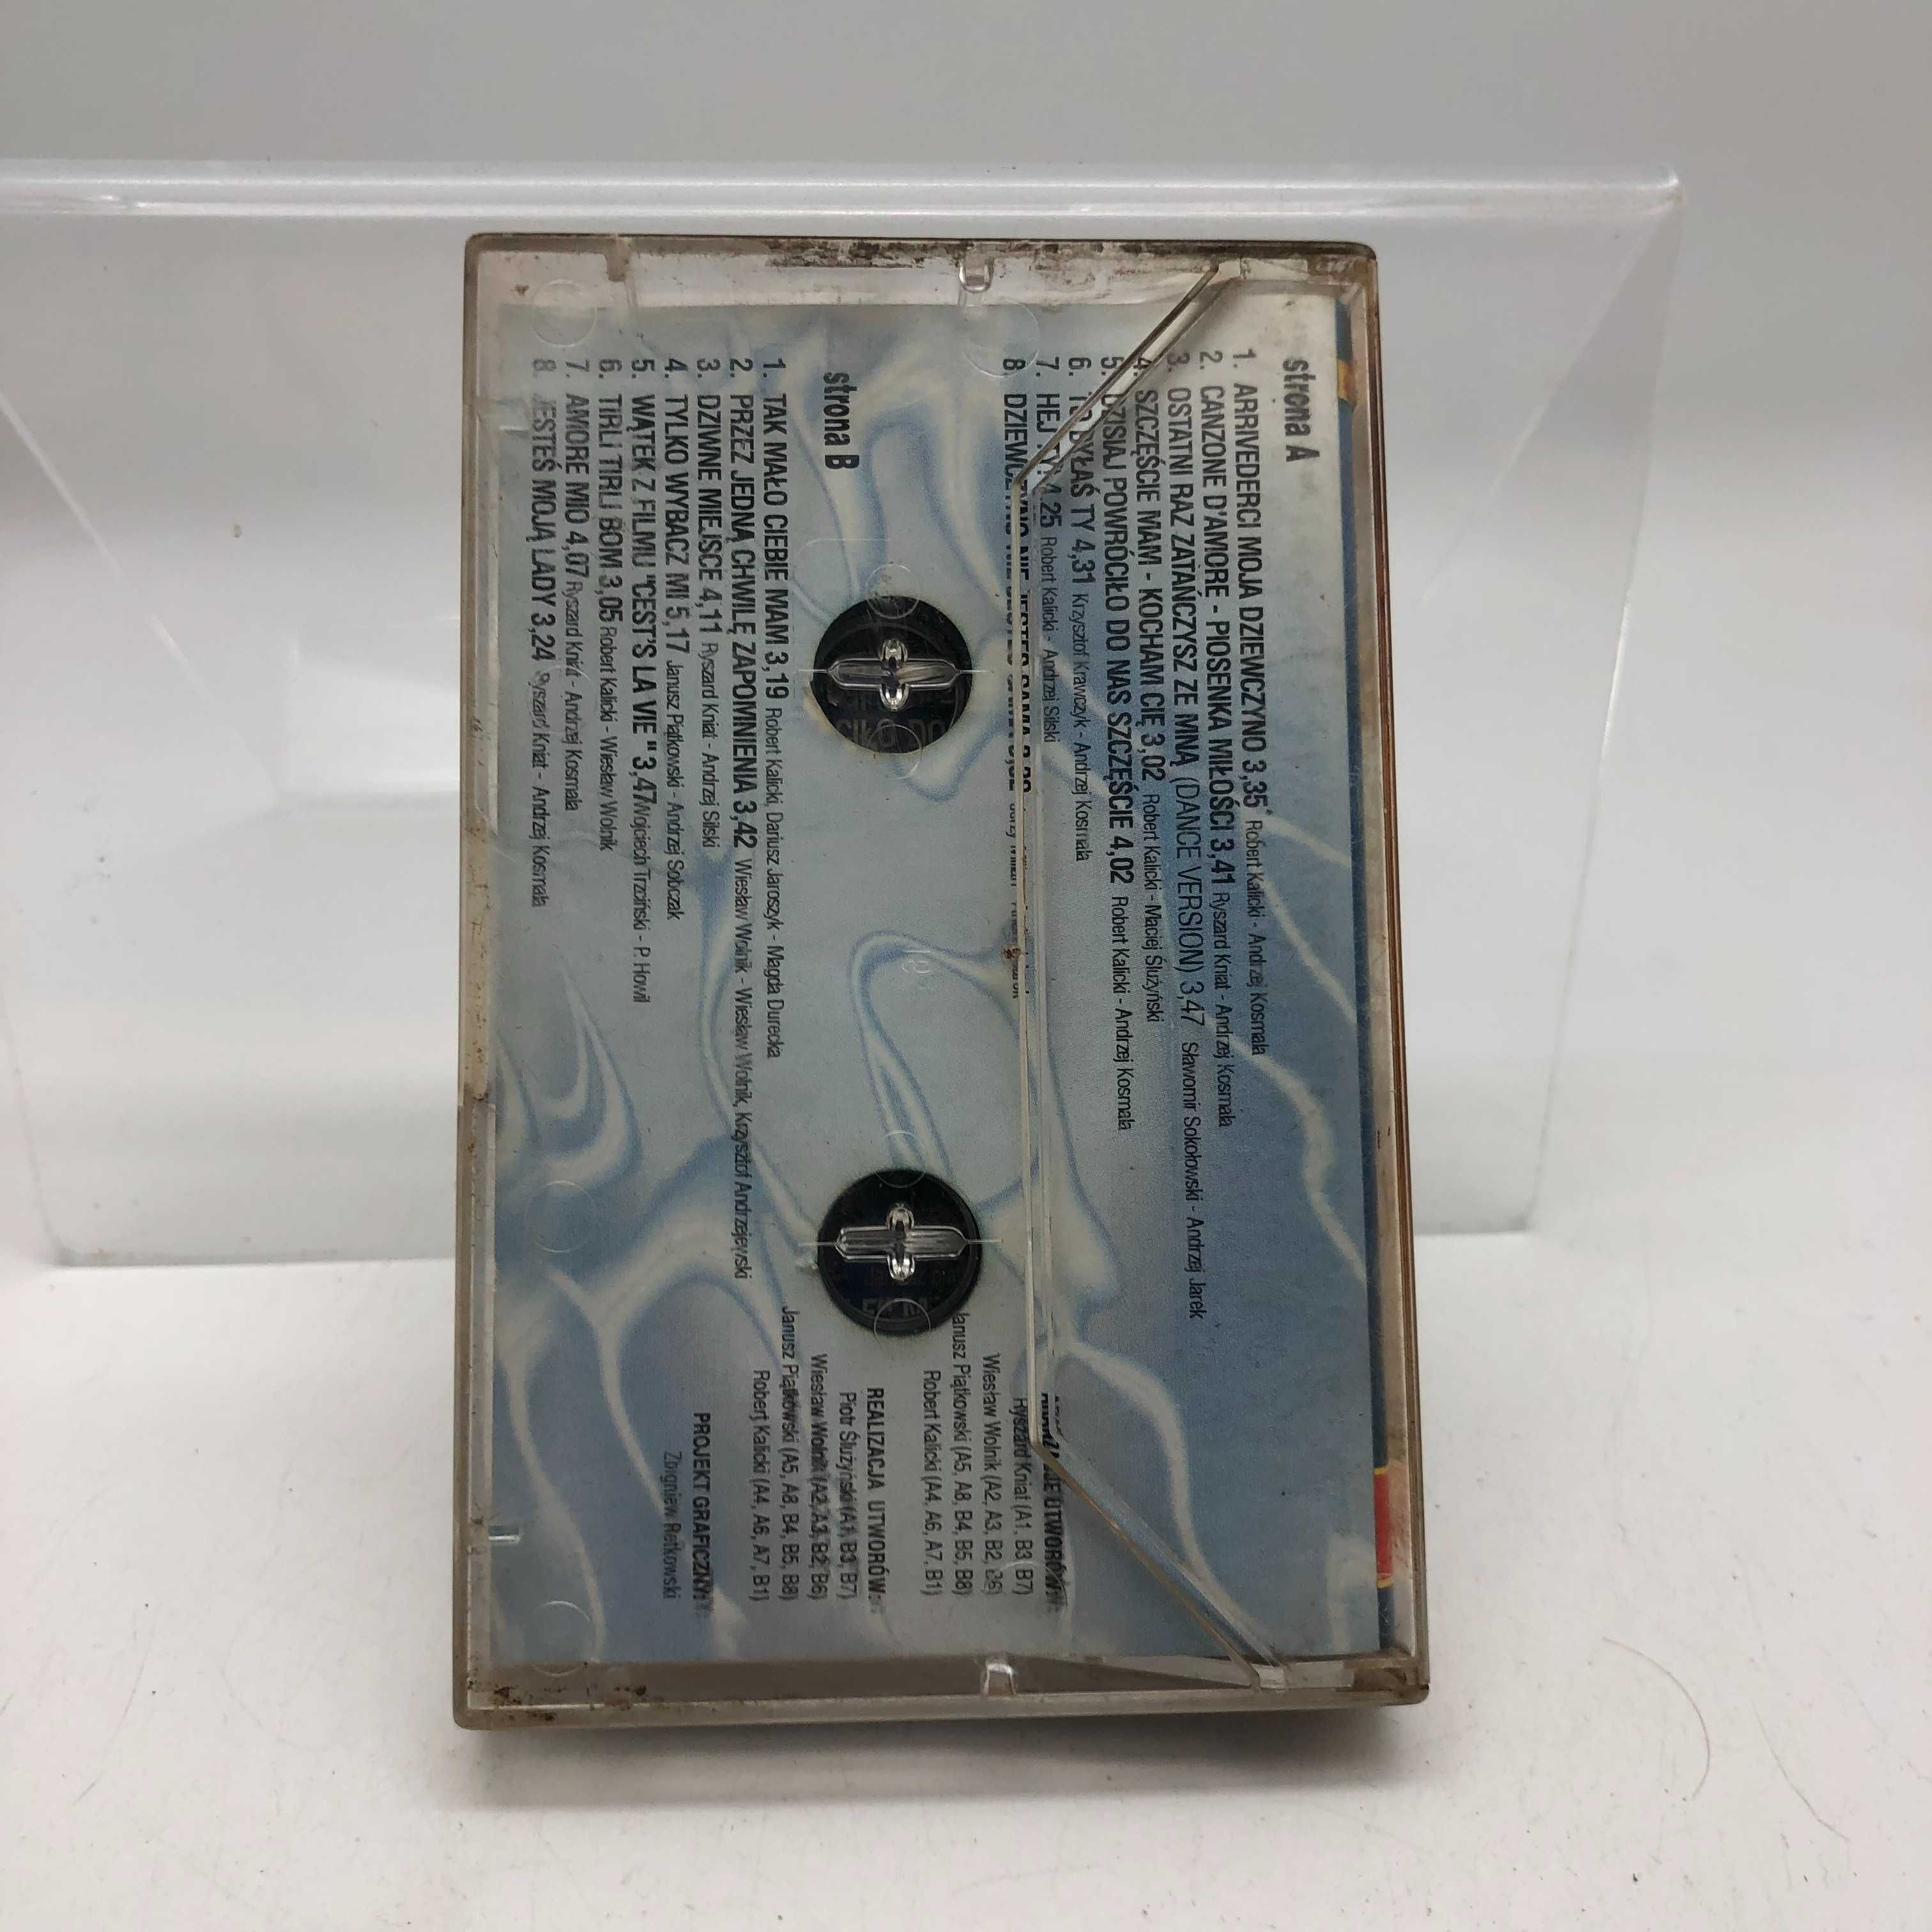 strona A
1. ARRIVEDERCI MOJA DZIEWCZYNO 3,35 Robert Kalicki - Andrzej Kosmala
2. CANZONE D'AMORE - PIOSENKA MIŁOŚCI 3,41 Ryszard Kniat - Andrzej Kosmala
3. OSTATNI RAZ ZATAŃCZYSZ ZE MNĄ (DANCE VERSION) 3,47 Sławomir Sokołowski - Andrzej Jarek
4. SZCZĘŚCIE MAM - KOCHAM CIĘ 3,02 Robert Kalicki - Maciej Służyński
5. DZISIAJ POWRÓCIŁO DO NAS SZCZĘŚCIE 4,02 Robert Kalicki - Andrzej Kosmala
6. TO BYŁAŚ TY 4,31 Krzysztof Krawczyk - Andrzej Kosmala
7. HEJ TY! 4,25 Robert Kalicki - Andrzej Silski
8 DZIEWCZYNO NIE JESTEŚ SAMA
strona B
1. TAK MAŁO CIEBIE MAM 3,19 Robert Kalicki, Dariusz Jaroszyk - Magda Durecka
2. PRZEZ JEDNĄ CHWILĘ ZAPOMNIENIA 3,42 Wiesław Wolnik - Wiesław Wolnik, Krzysztof Andrzejewski
3. DZIWNE MIEJSCE 4,11 Ryszard Kniat - Andrzej Silski
4. TYLKO WYBACZ MI 5,17 Janusz Piątkowski - Andrzej Sobczak
5. WĄTEK Z FILMU "CEST'S LA VIE" 3,47 Wojciech Trzciński - P. Howil
6. TIRLI TIRLI BOM 3,05 Robert Kalicki - Wiesław Wolnik
7. AMORE MIO 4,07 Ryszard Kniat - Andrzej Kosmala
8. JESTEŚ MOJĄ LADY 3,24 Ryszard Kniat - Andrzej Kosmala
UTWORÓW:
Ryszard Kniat (A1, B3 B7)
Wiesław Wolnik (A2, A3, B2, B6)
Janusz Piątkowski (A5, A8, B4, B5, B8)
Robert Kalicki (A4, A6, A7, B1)
REALIZACJA UTWORÓW:
Piotr Służyński (A1, B3, B7)
Wiesław Wolnik (A2, A3, B2, B6)
Janusz Piątkowski (A5, A8, B4, B5, B8)
Robert Kalicki (A4, A6, A7, B1)
PROJEKT GRAFICZNY:
Zbigniew Retkowski